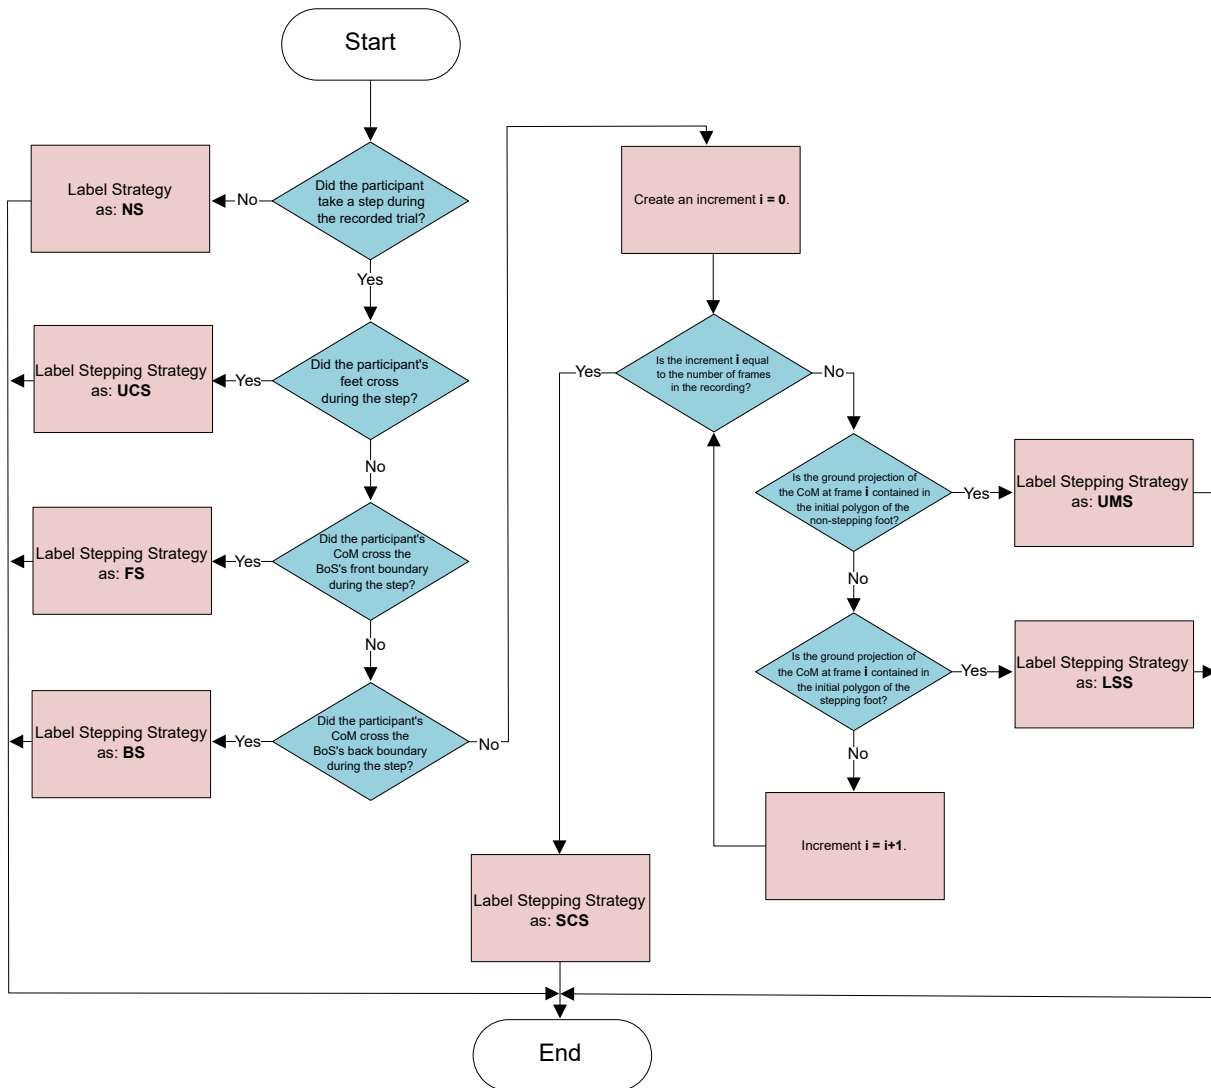 Start
Did the participant
take a step during
the recorded trial?
No
Label Strategy
as: NS
Yes
Did the participant's
feet cross
during the step?
Yes
Label Stepping Strategy
as: UCS
No
Did the participant's
CoM cross the
BoS's front boundary
during the step?
Yes
Label Stepping Strategy
as: FS
No
Did the participant's
CoM cross the
BoS's back boundary
during the step?
Yes
Label Stepping Strategy
as: BS
No
Create an increment i = 0.
Is the increment i equal
to the number of frames
in the recording?
Yes
No
Is the ground projection of
the CoM at frame i contained in
the initial polygon of the
non-stepping foot?
Yes
Label Stepping Strategy
as: UMS
No
Is the ground projection of
the CoM at frame i contained in
the initial polygon of the
stepping foot?
Yes
Label Stepping Strategy
as: LSS
No
Increment i = i+1.
Label Stepping Strategy
as: SCS
End